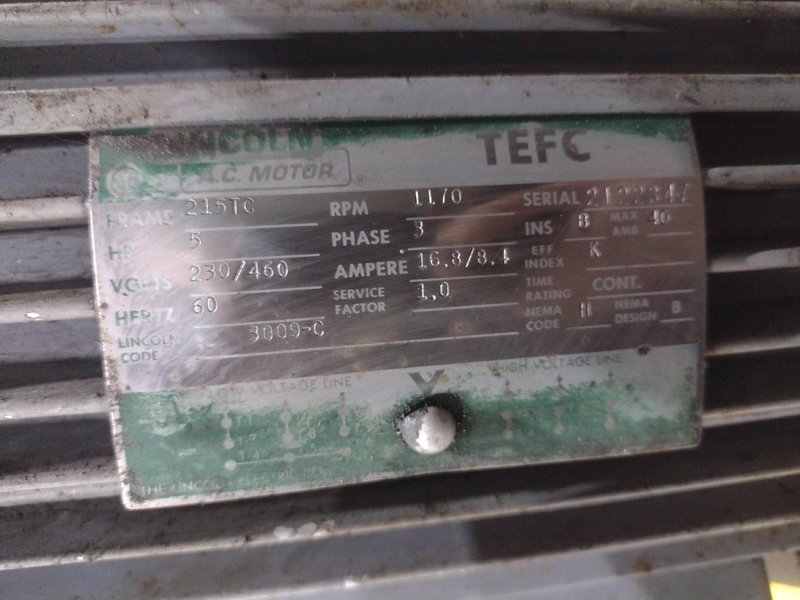 LINCOLN TEFC
A.C. MOTOR ®
FRAME 215TC RPM 1170 SERIAL 2122347
HP 5 PHASE 3 INS B MAX AMB 40
VOLTS 230/460 AMPERE 16.8/8.4 EFF INDEX K
HERTZ 60 SERVICE FACTOR 1.0 TIME RATING CONT.
LINCOLN CODE 3009-C NEMA CODE H NEMA DESIGN B
VOLTAGE LINE Y HIGH VOLTAGE LINE
THE LINCOLN ELECTRIC